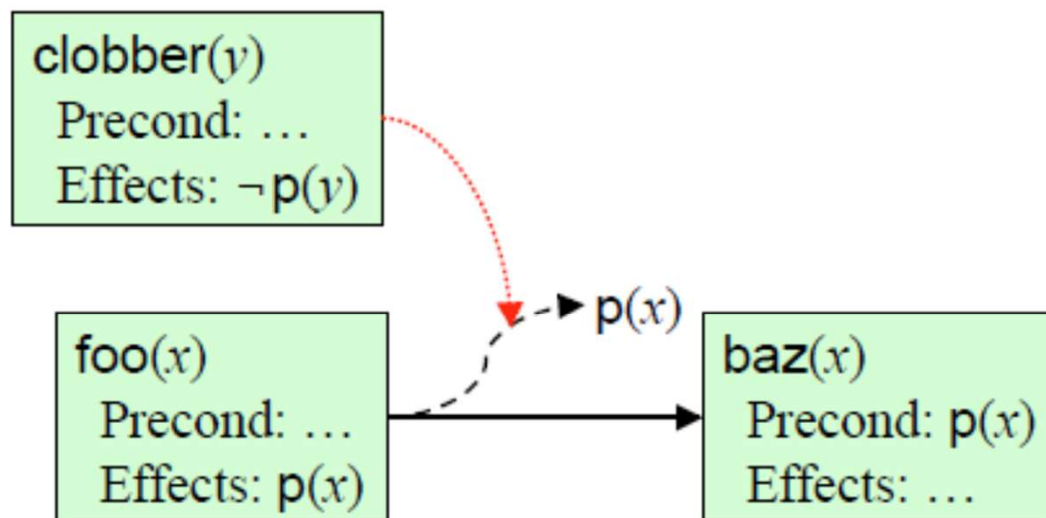 clobber(y)
Precond: …
Effects: ¬p(y)
p(x)
foo(x)
Precond: …
Effects: p(x)
baz(x)
Precond: p(x)
Effects: …